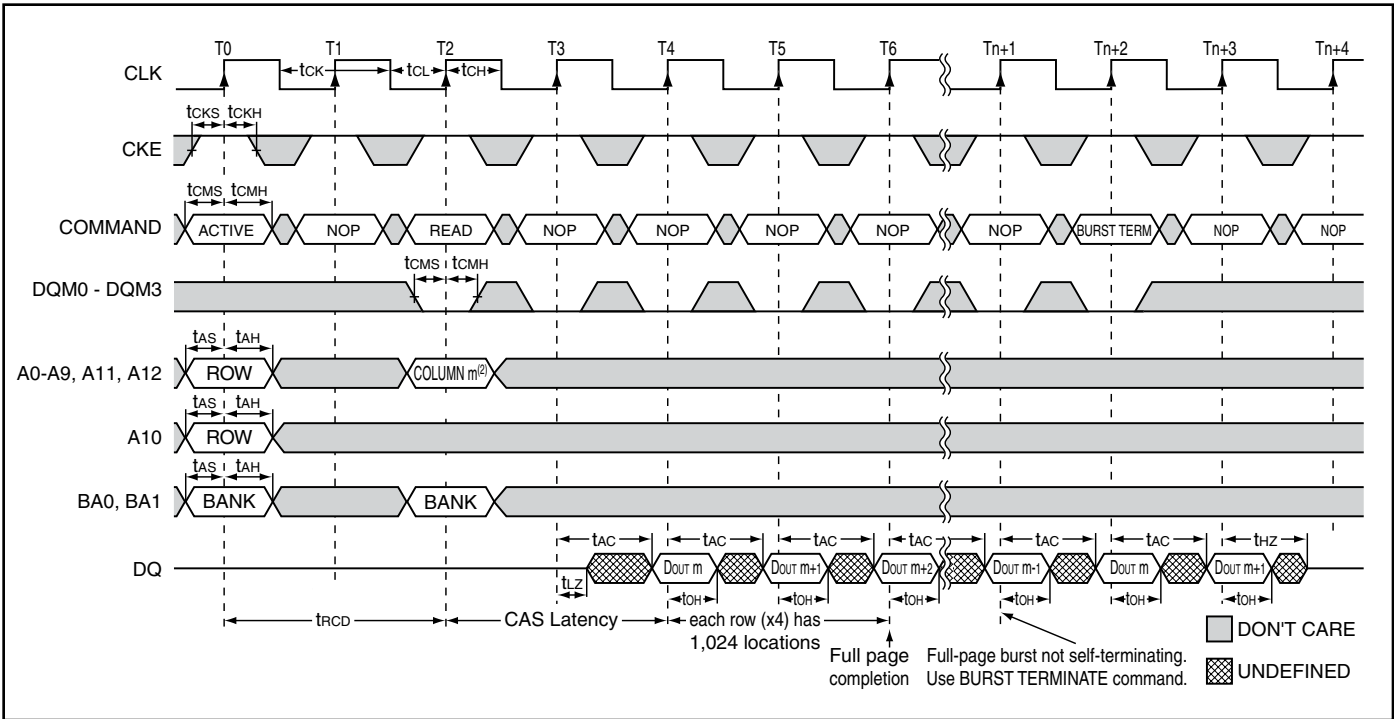 T0 T1 T2 T3 T4 T5 T6 Tn+1 Tn+2 Tn+3 Tn+4
CLK
tCK tCL tCH
tCKS tCKH
CKE
tCMS tCMH
COMMAND ACTIVE NOP READ NOP NOP NOP NOP NOP BURST TERM NOP NOP
tCMS tCMH
DQM0 - DQM3
tAS tAH
A0-A9, A11, A12 ROW COLUMN m(2)
tAS tAH
A10 ROW
tAS tAH
BA0, BA1 BANK BANK
tAC tAC tAC tAC tAC tAC tHZ
DQ DOUT m DOUT m+1 DOUT m+2 DOUT m-1 DOUT m DOUT m+1
tLZ tOH tOH tOH tOH tOH tOH
tRCD CAS Latency each row (x4) has
1,024 locations
Full page
completion
Full-page burst not self-terminating.
Use BURST TERMINATE command.
DON'T CARE
UNDEFINED